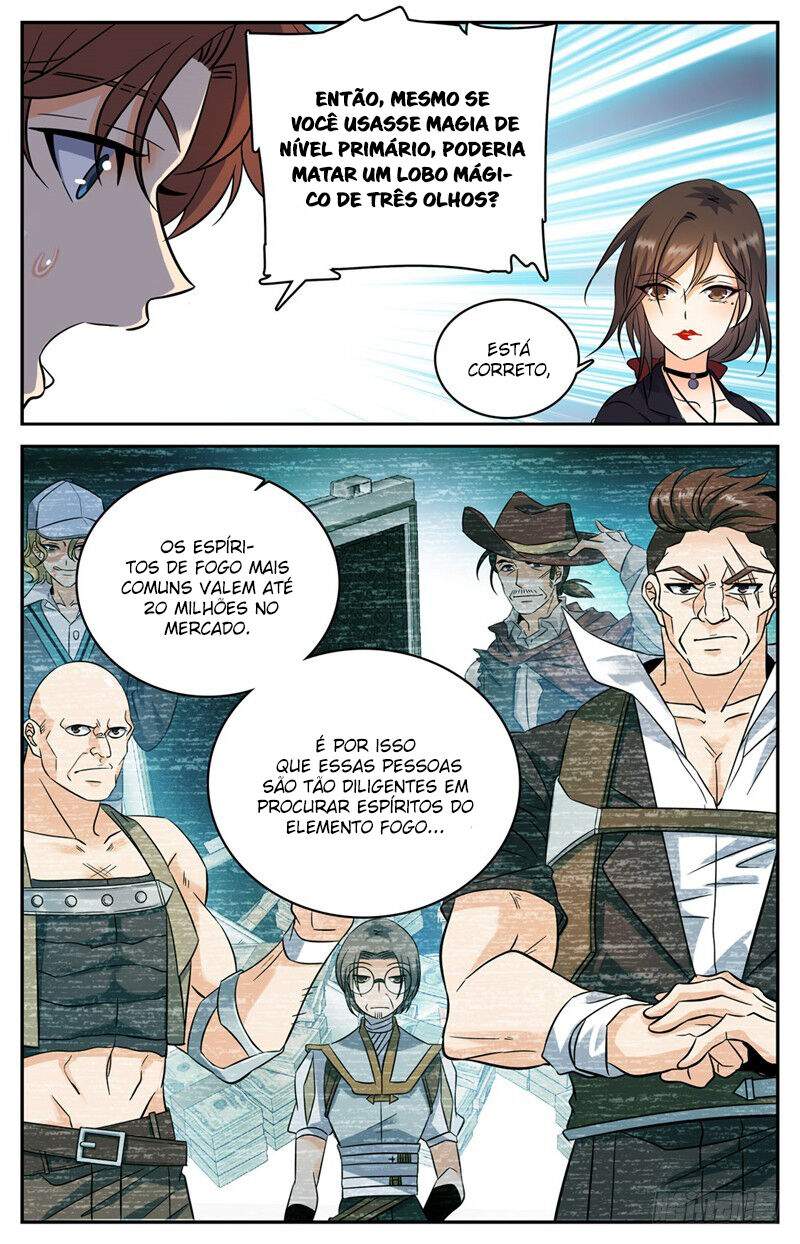 ENTÃO, MESMO SE
VOCÊ USASSE MAGIA DE
NÍVEL PRIMÁRIO, PODERIA
MATAR UM LOBO MÁGI-
CO DE TRÊS OLHOS?
ESTÁ
CORRETO,
OS ESPÍRI-
TOS DE FOGO MAIS
COMUNS VALEM ATÉ
20 MILHÕES NO
MERCADO.
É POR ISSO
QUE ESSAS PESSOAS
SÃO TÃO DILIGENTES EM
PROCURAR ESPÍRITOS DO
ELEMENTO FOGO...